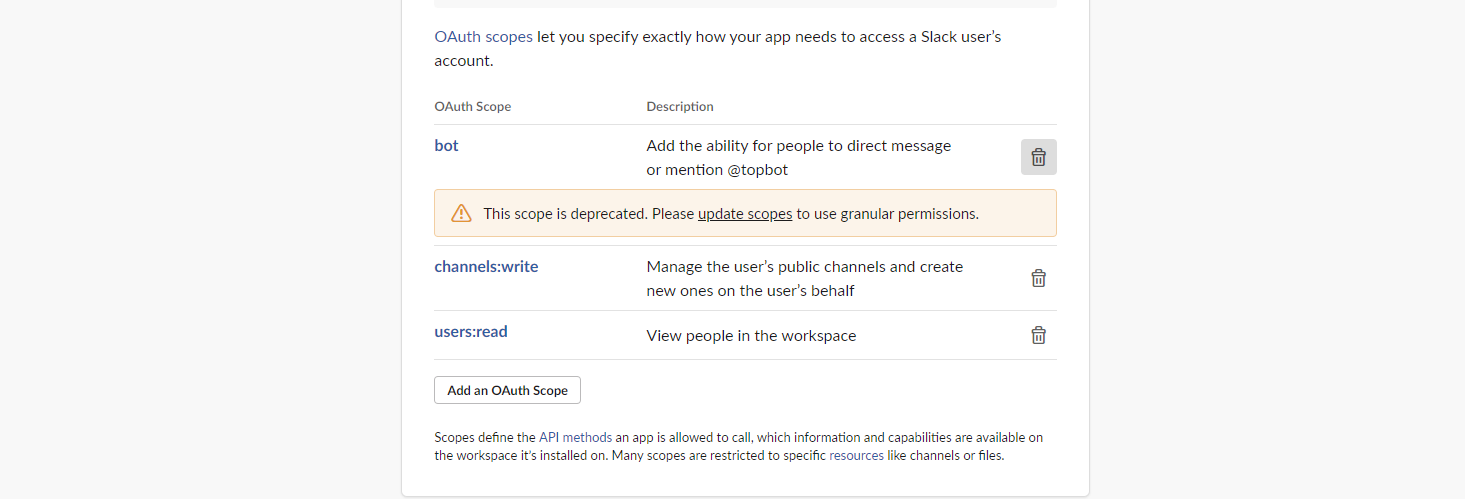 OAuth scopes let you specify exactly how your app needs to access a Slack user's
account.
OAuth Scope Description
bot Add the ability for people to direct message
or mention @topbot
This scope is deprecated. Please update scopes to use granular permissions.
channels:write Manage the user's public channels and create
new ones on the user's behalf
users:read View people in the workspace
Add an OAuth Scope
Scopes define the API methods an app is allowed to call, which information and capabilities are available on
the workspace it's installed on. Many scopes are restricted to specific resources like channels or files.